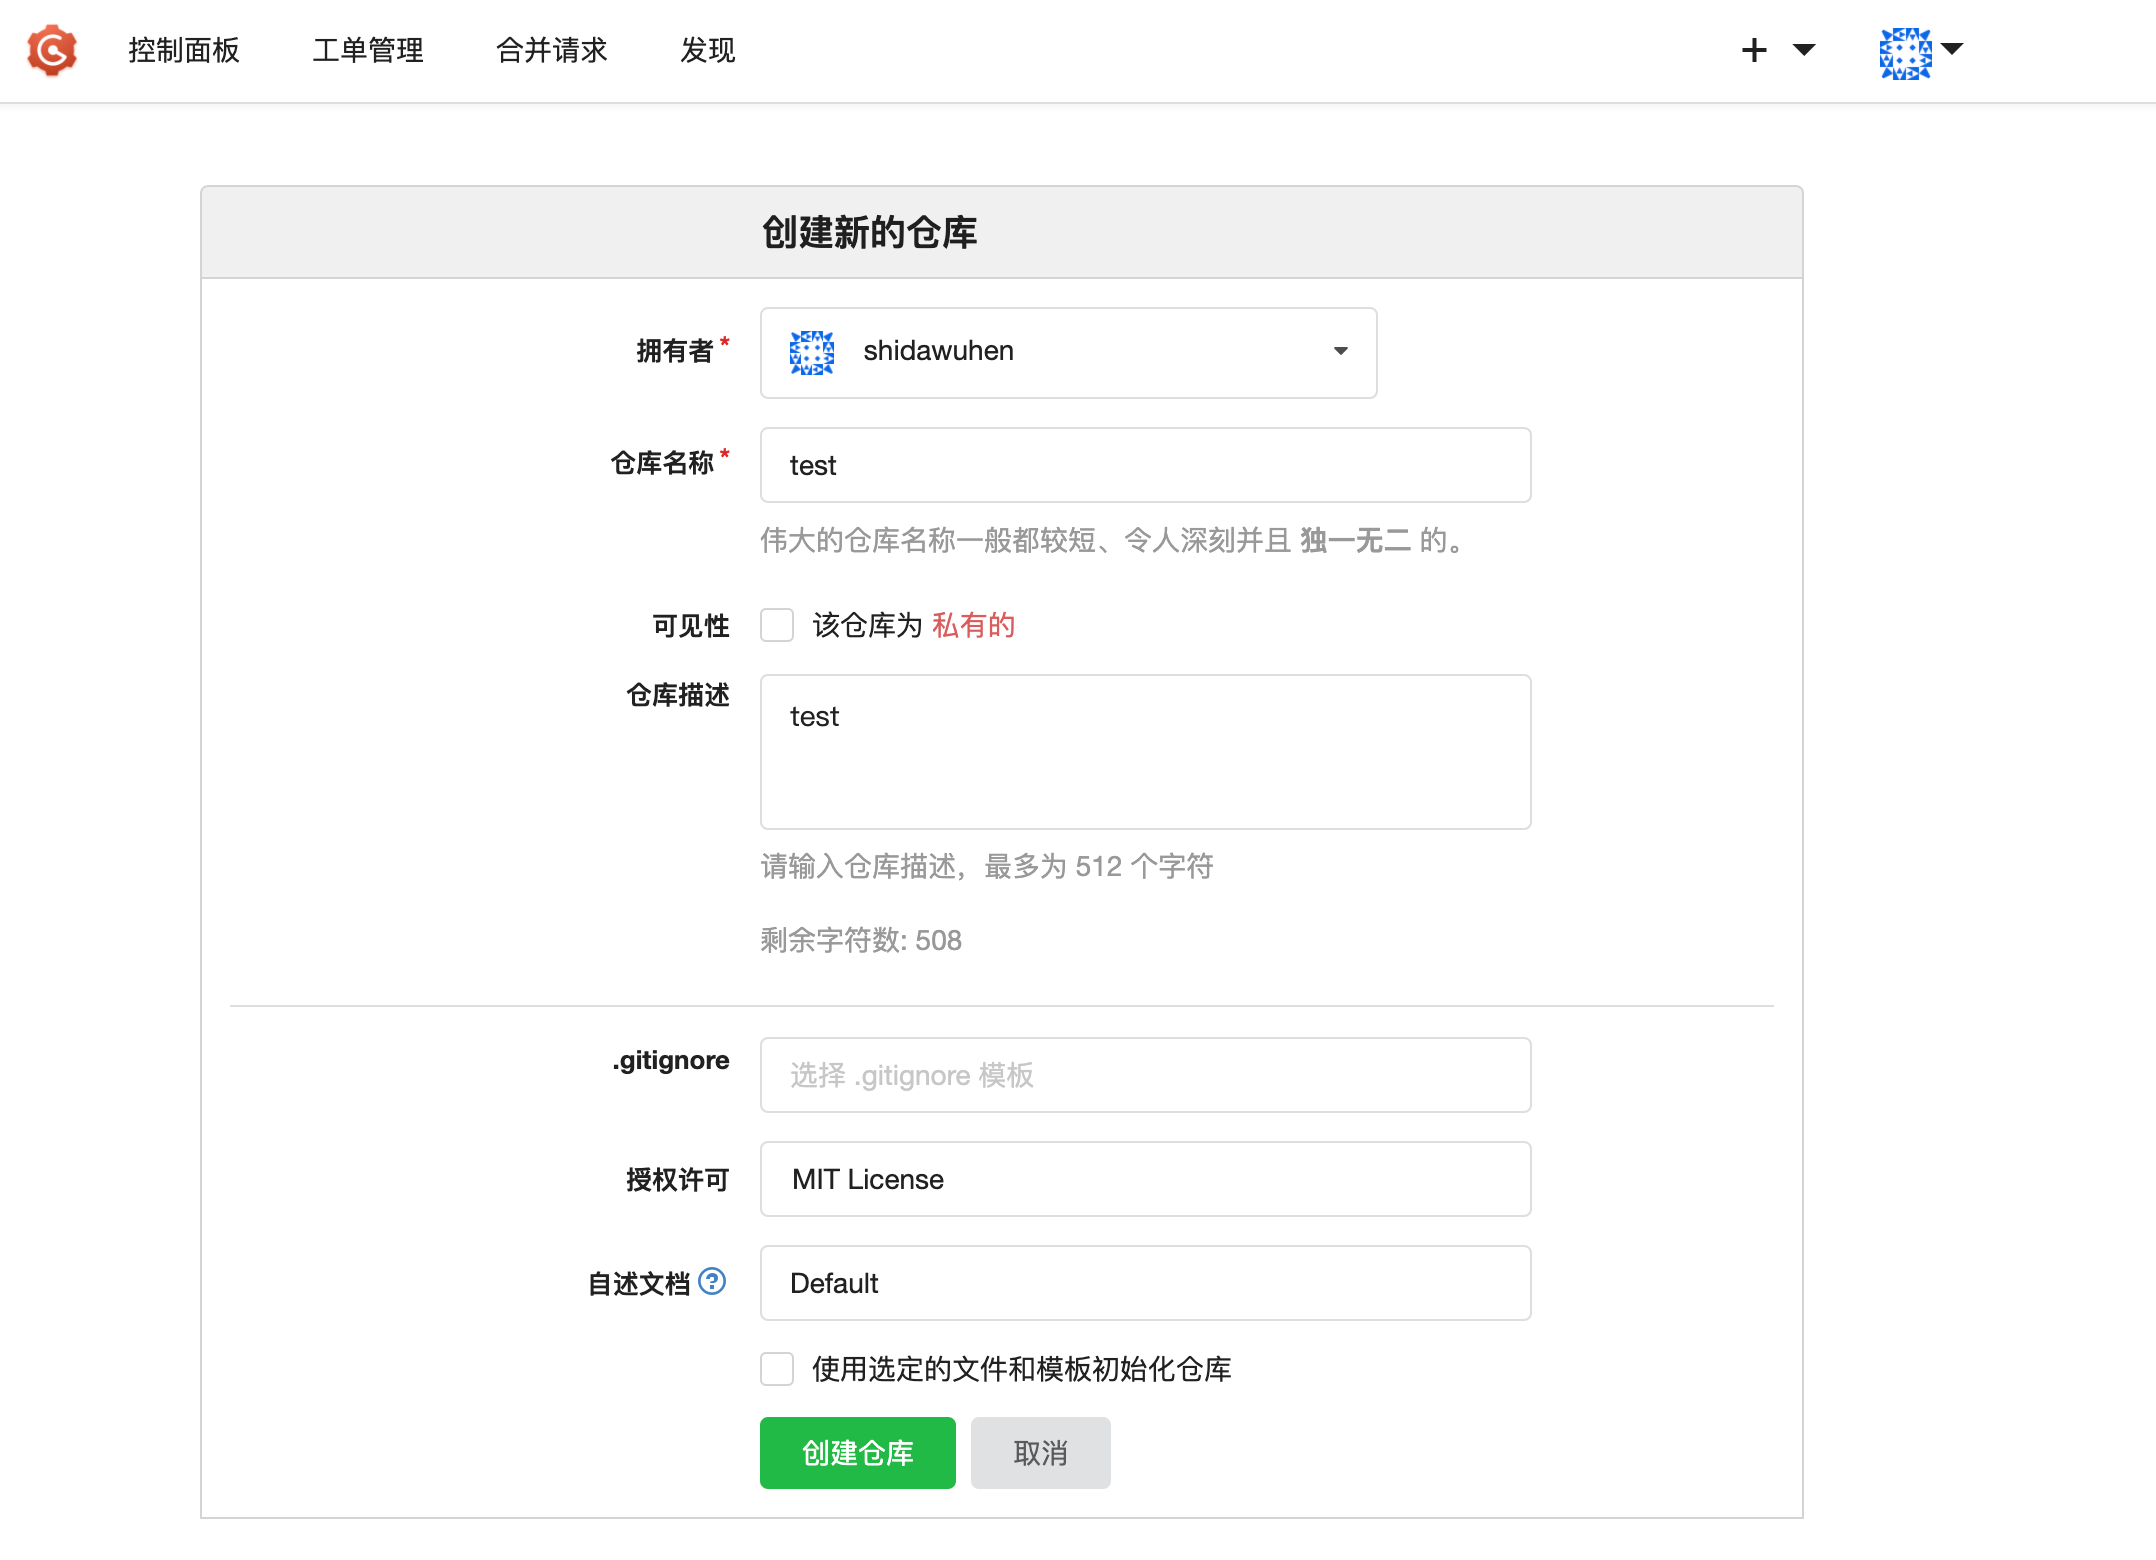 控制面板 工单管理 合并请求 发现
创建新的仓库
拥有者* shidawuhen
仓库名称* test
伟大的仓库名称一般都较短、令人深刻并且 独一无二 的。
可见性 该仓库为 私有的
仓库描述 test
请输入仓库描述，最多为 512 个字符
剩余字符数: 508
.gitignore 选择 .gitignore 模板
授权许可 MIT License
自述文档 Default
使用选定的文件和模板初始化仓库
创建仓库 取消